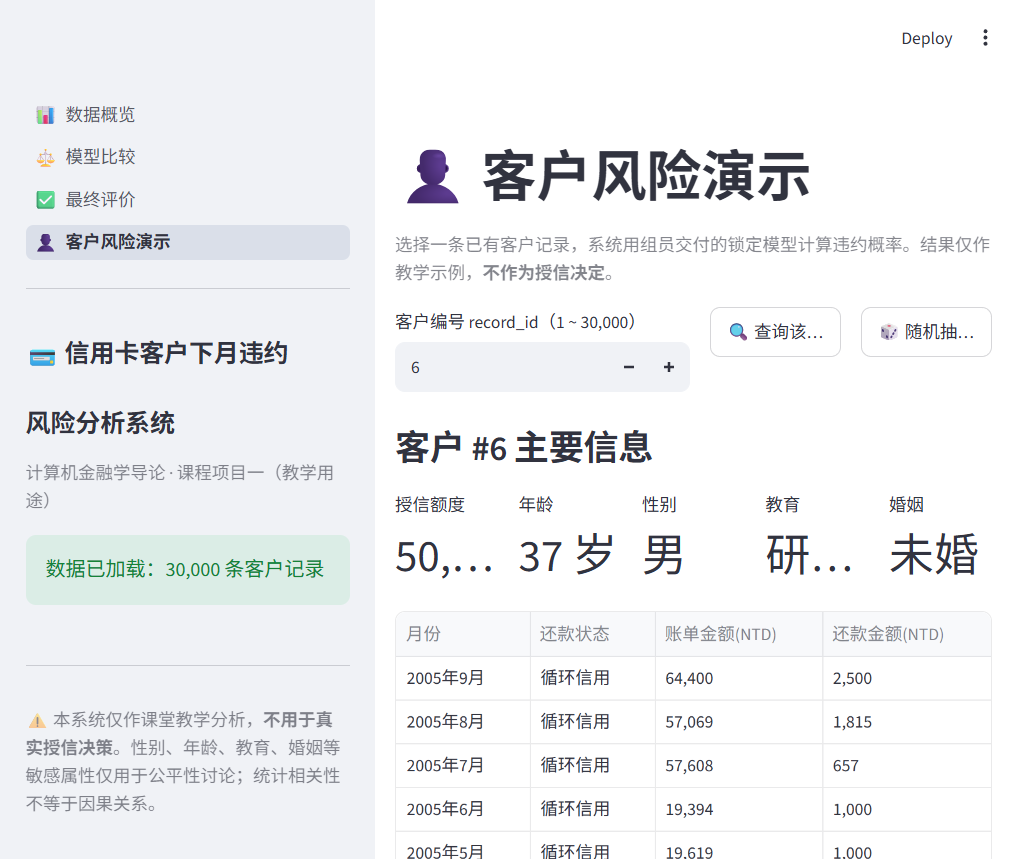 Deploy
数据概览
模型比较
最终评价
客户风险演示
信用卡客户下月违约
风险分析系统
计算机金融学导论 · 课程项目一（教学用
途）
数据已加载：30,000 条客户记录
本系统仅作课堂教学分析，不用于真
实授信决策。性别、年龄、教育、婚姻等
敏感属性仅用于公平性讨论；统计相关性
不等于因果关系。
客户风险演示
选择一条已有客户记录，系统用组员交付的锁定模型计算违约概率。结果仅作
教学示例，不作为授信决定。
客户编号 record_id（1 ~ 30,000）
6
查询该…
随机抽…
客户 #6 主要信息
授信额度 年龄 性别 教育 婚姻
50,… 37 岁 男 研… 未婚
月份 还款状态 账单金额(NTD) 还款金额(NTD)
2005年9月 循环信用 64,400 2,500
2005年8月 循环信用 57,069 1,815
2005年7月 循环信用 57,608 657
2005年6月 循环信用 19,394 1,000
2005年5月 循环信用 19,619 1,000